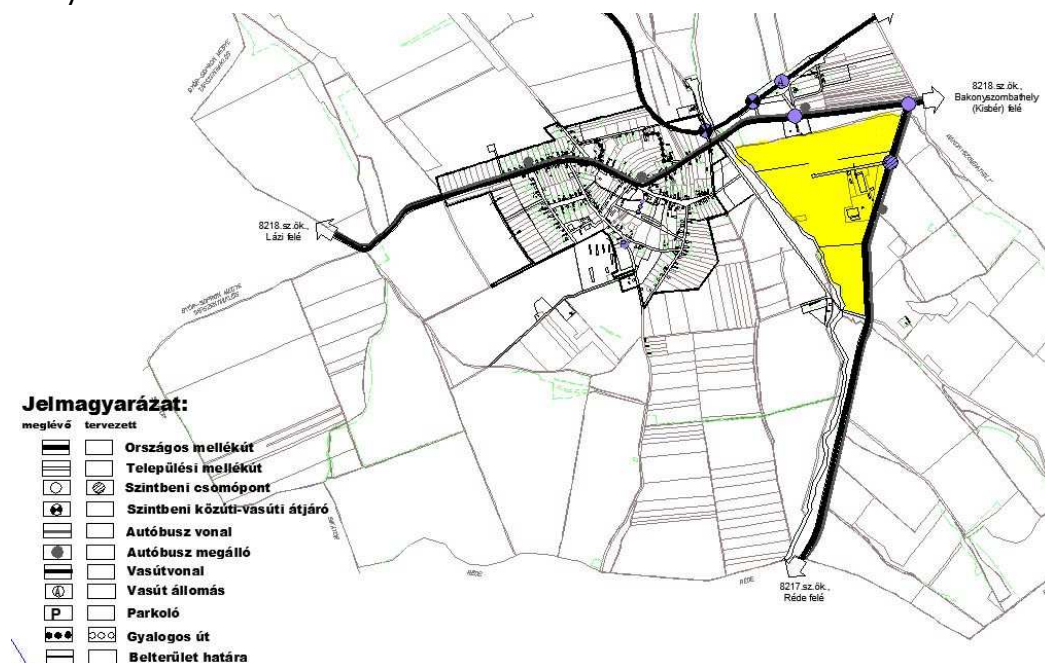 8218.sz.ök.,
Bakonyszombathely
(Kisbér) felé
8218.sz.ök.,
Lázi felé
RÉDE
RÉDE
8217.sz.ök.,
Réde felé
Jelmagyarázat:
meglévő tervezett
Országos mellékút
Települési mellékút
Szintbeni csomópont
Szintbeni közúti-vasúti átjáró
Autóbusz vonal
Autóbusz megálló
Vasútvonal
Vasút állomás
P Parkoló
Gyalogos út
Belterület határa